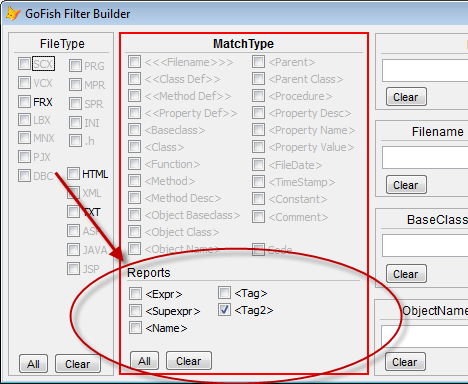 GoFish Filter Builder
FileType
SCX
VCX
FRX
LBX
MNX
PJX
DBC
PRG
MPR
SPR
INI
.h
HTML
XML
TXT
ASP
JAVA
JSP
All Clear
MatchType
<<<Filename>>>
<<Class Def>>
<<Method Def>>
<<Property Def>>
<Baseclass>
<Class>
<Function>
<Method>
<Method Desc>
<Object Baseclass>
<Object Class>
<Object Name>
<Parent>
<Parent Class>
<Procedure>
<Property Desc>
<Property Name>
<Property Value>
<FileDate>
<TimeStamp>
<Constant>
<Comment>
Code
Reports
<Expr>
<Supexpr>
<Name>
<Tag>
<Tag2>
All Clear
Clear
Filename
Clear
BaseClass
Clear
ObjectName
Clear